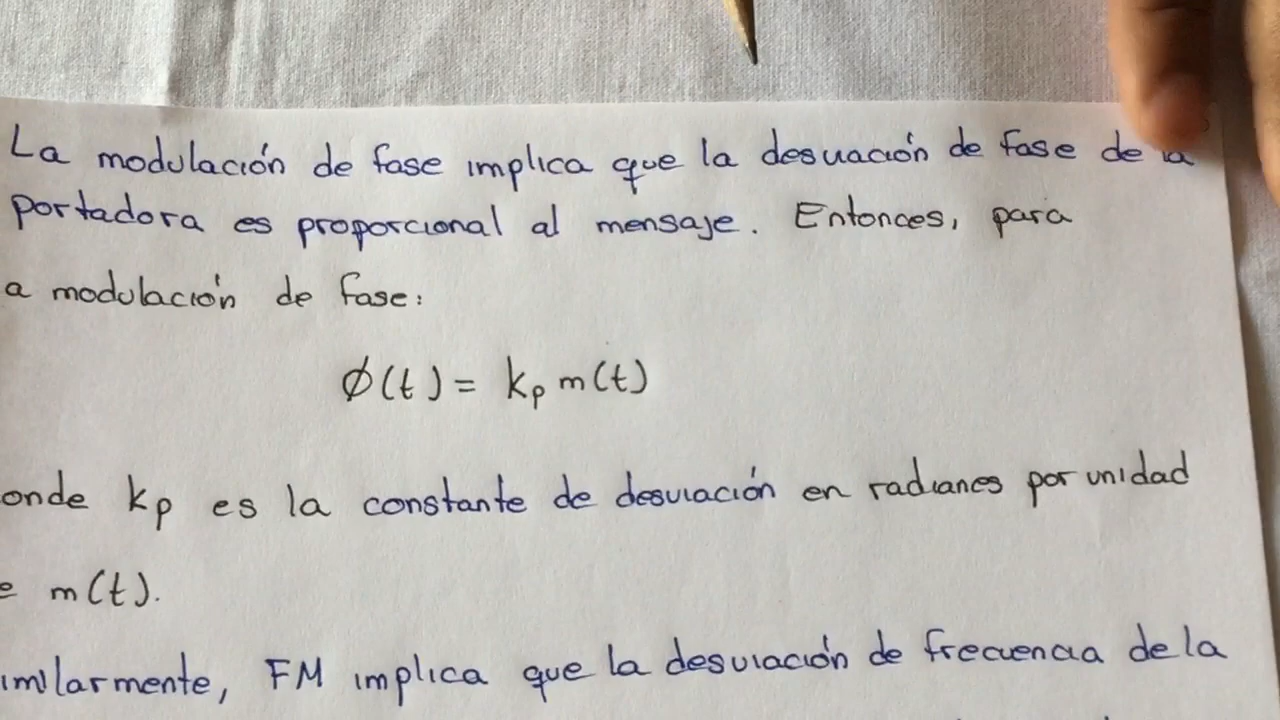 La modulación de fase implica que la desviación de fase de la
portadora es proporcional al mensaje. Entonces, para
a modulación de fase:
ϕ(t) = kp m(t)
onde kp es la constante de desviación en radianes por unidad
e m(t).
imilarmente, FM implica que la desviación de frecuencia de la